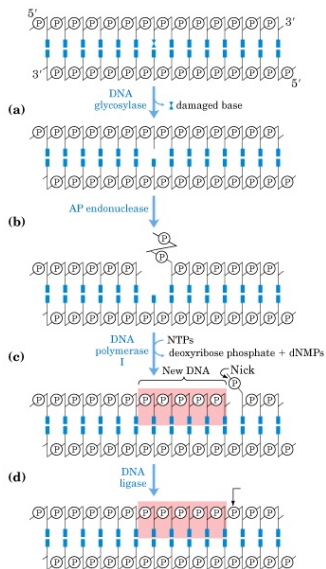 5′
3′
3′
5′
DNA
glycosylase
damaged base
(a)
AP endonuclease
(b)
DNA
polymerase
I
NTPs
deoxyribose phosphate + dNMPs
(c)
New DNA
Nick
(d)
DNA
ligase
P P P P P P P P P P P P P P